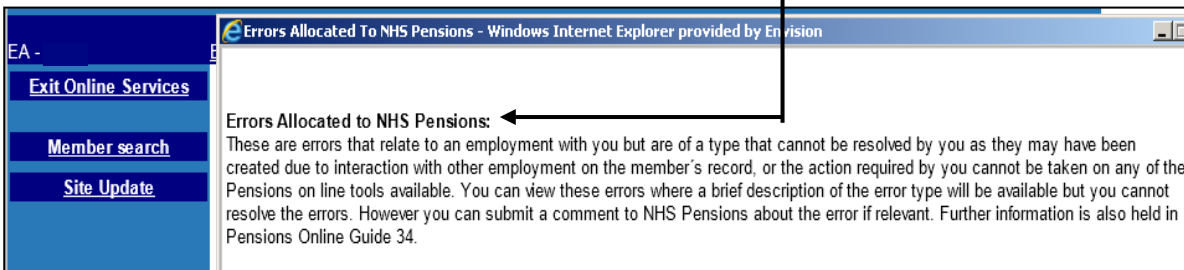 Errors Allocated To NHS Pensions - Windows Internet Explorer provided by Envision
EA -
Exit Online Services
Member search
Site Update
Errors Allocated to NHS Pensions:
These are errors that relate to an employment with you but are of a type that cannot be resolved by you as they may have been
created due to interaction with other employment on the member´s record, or the action required by you cannot be taken on any of the
Pensions on line tools available. You can view these errors where a brief description of the error type will be available but you cannot
resolve the errors. However you can submit a comment to NHS Pensions about the error if relevant. Further information is also held in
Pensions Online Guide 34.